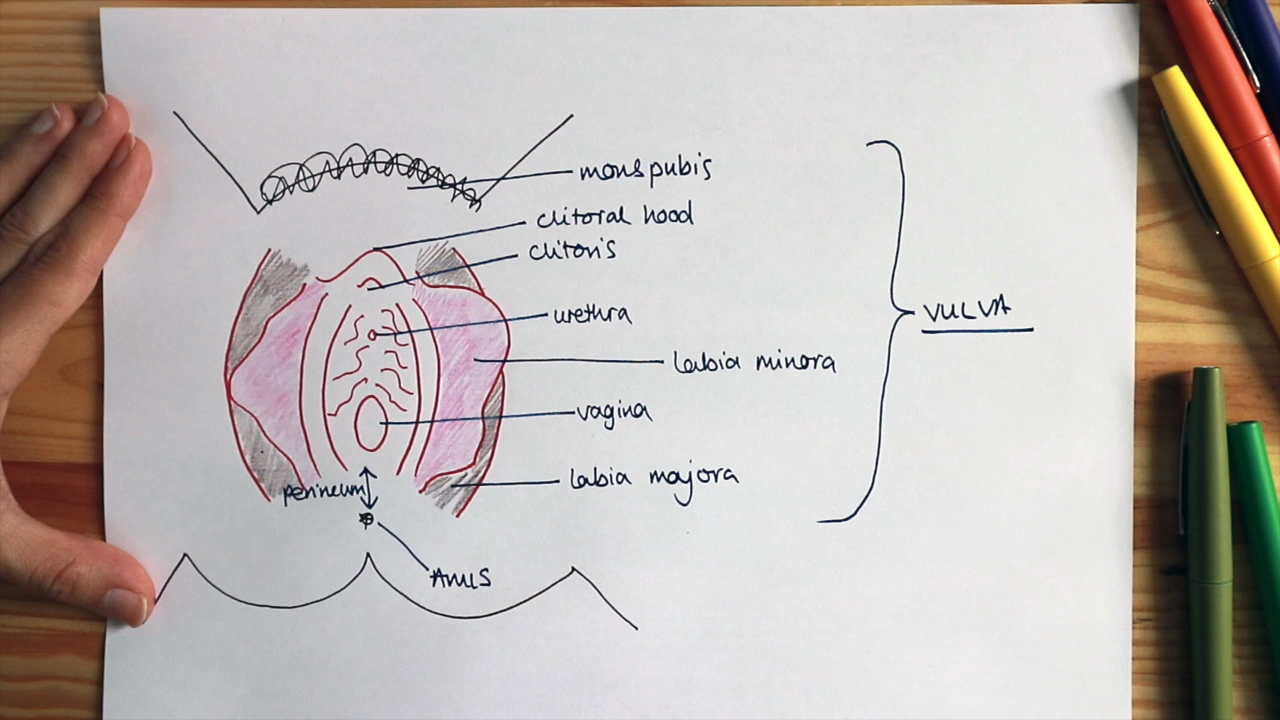 mons pubis
clitoral hood
clitoris
urethra
VULVA
labia minora
vagina
labia majora
perineum
ANUS